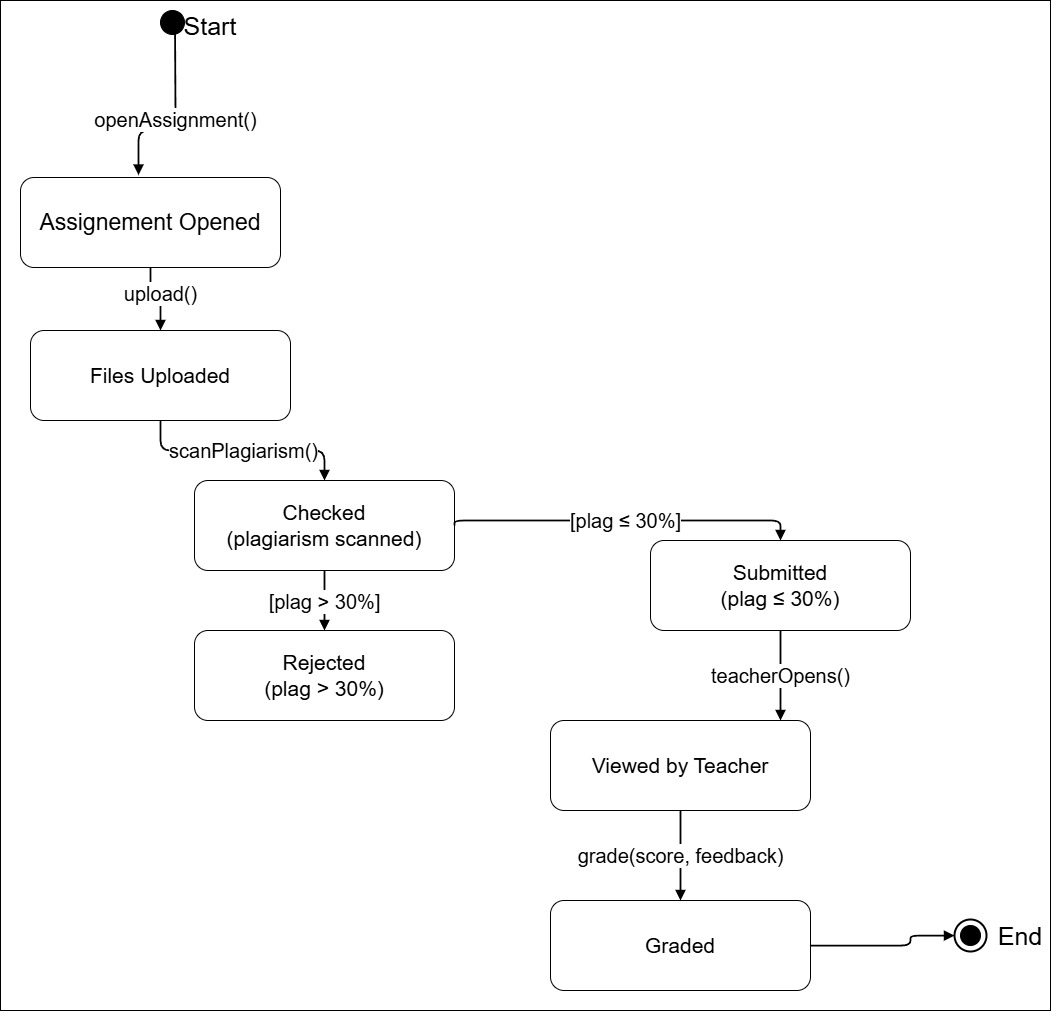 Start
openAssignment()
Assignement Opened
upload()
Files Uploaded
scanPlagiarism()
Checked
(plagiarism scanned)
[plag ≤ 30%]
Submitted
(plag ≤ 30%)
[plag > 30%]
Rejected
(plag > 30%)
teacherOpens()
Viewed by Teacher
grade(score, feedback)
Graded
End